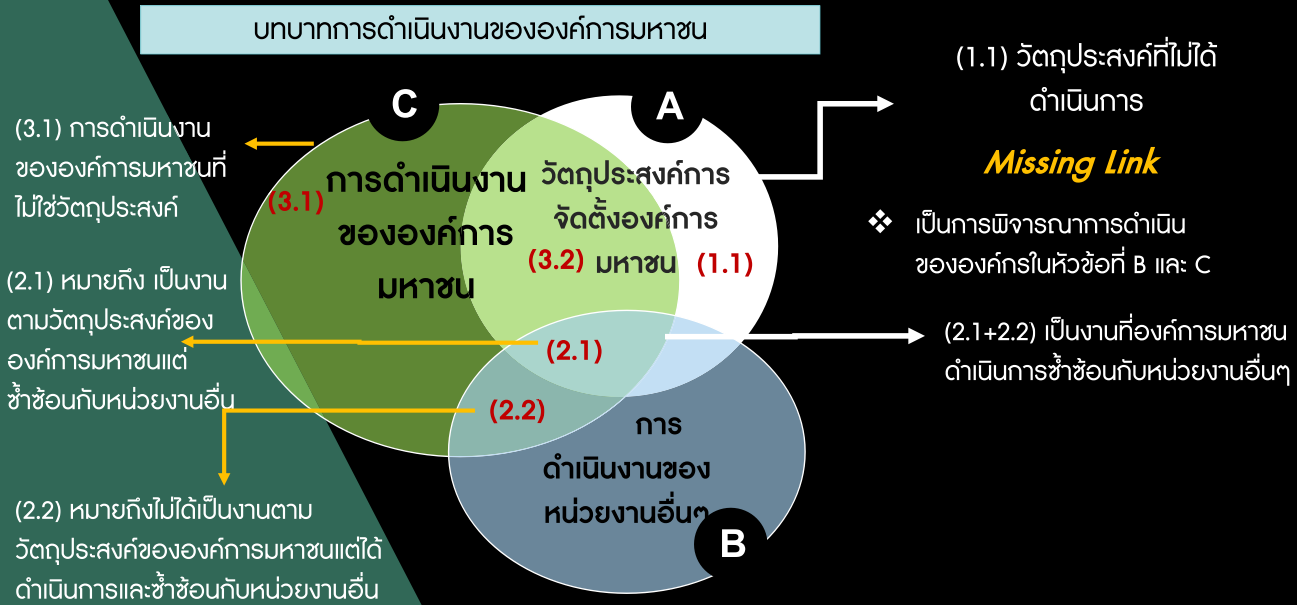 บทบาทการดำเนินงานขององค์การมหาชน
(3.1) การดำเนินงาน
ขององค์การมหาชนที่
ไม่ใช่วัตถุประสงค์
(2.1) หมายถึง เป็นงาน
ตามวัตถุประสงค์ของ
องค์การมหาชนแต่
ซ้ำซ้อนกับหน่วยงานอื่น
(2.2) หมายถึงไม่ได้เป็นงานตาม
วัตถุประสงค์ขององค์การมหาชนแต่ได้
ดำเนินการและซ้ำซ้อนกับหน่วยงานอื่น
C
การดำเนินงาน
ขององค์การ
มหาชน
(3.1)
A
วัตถุประสงค์การ
จัดตั้งองค์การ
(3.2) มหาชน (1.1)
(2.1)
(2.2)
การ
ดำเนินงานของ
หน่วยงานอื่นๆ
B
(1.1) วัตถุประสงค์ที่ไม่ได้
ดำเนินการ
Missing Link
❖ เป็นการพิจารณาการดำเนิน
ขององค์กรในหัวข้อที่ B และ C
(2.1+2.2) เป็นงานที่องค์การมหาชน
ดำเนินการซ้ำซ้อนกับหน่วยงานอื่นๆ